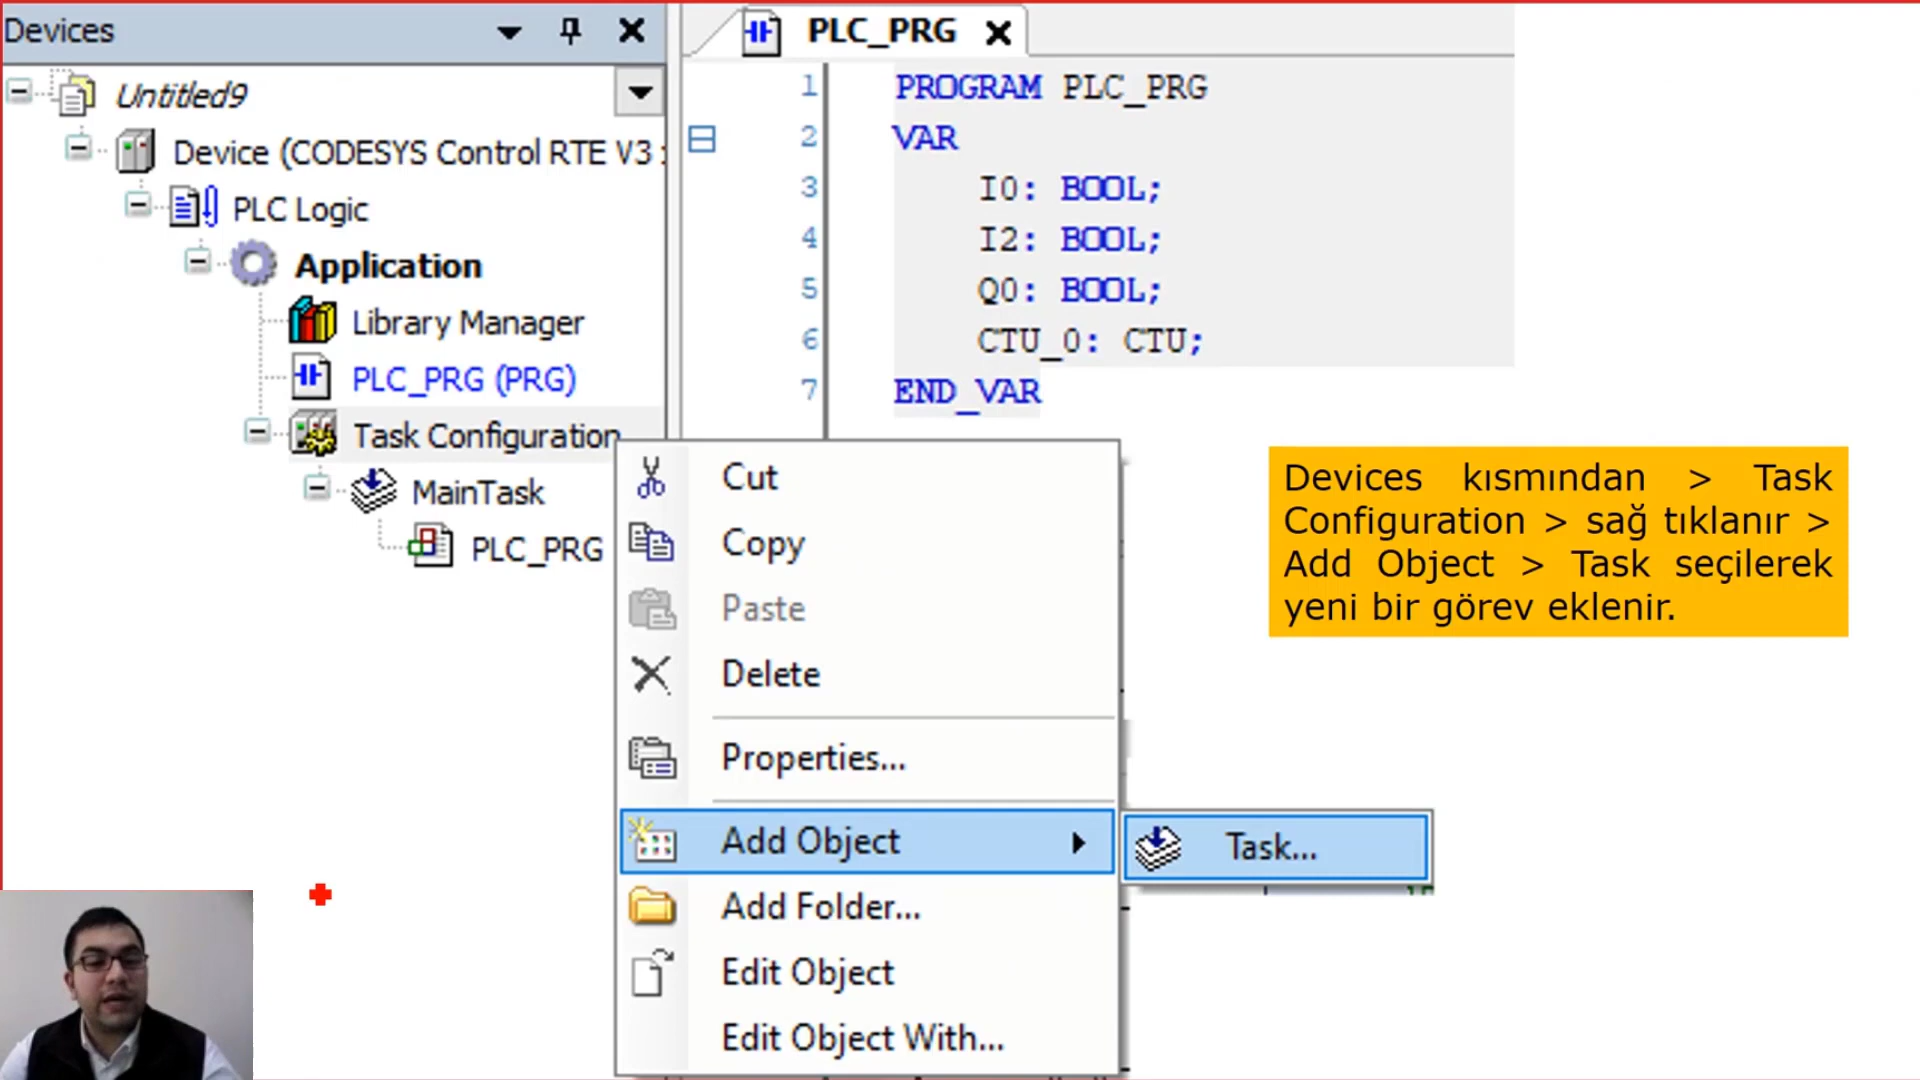 Devices
Untitled9
Device (CODESYS Control RTE V3
PLC Logic
Application
Library Manager
PLC_PRG (PRG)
Task Configuration
MainTask
PLC_PRG
PLC_PRG
1 PROGRAM PLC_PRG
2 VAR
3 I0: BOOL;
4 I2: BOOL;
5 Q0: BOOL;
6 CTU_0: CTU;
7 END_VAR
Cut
Copy
Paste
Delete
Properties...
Add Object
Task...
Add Folder...
Edit Object
Edit Object With...
Devices kısmından > Task
Configuration > sağ tıklanır >
Add Object > Task seçilerek
yeni bir görev eklenir.